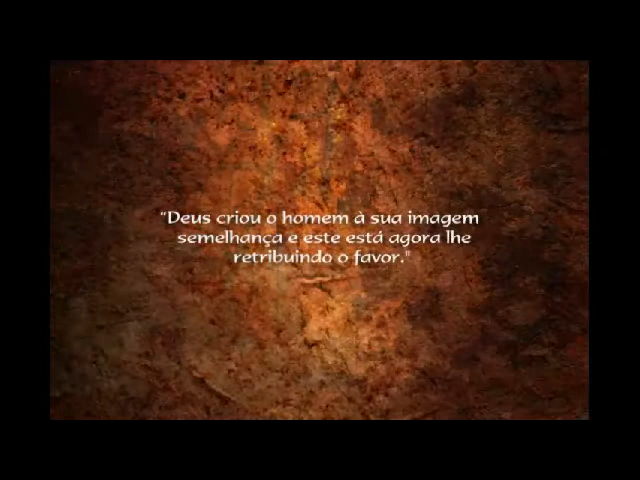 "Deus criou o homem à sua imagem
semelhança e este está agora lhe
retribuindo o favor."